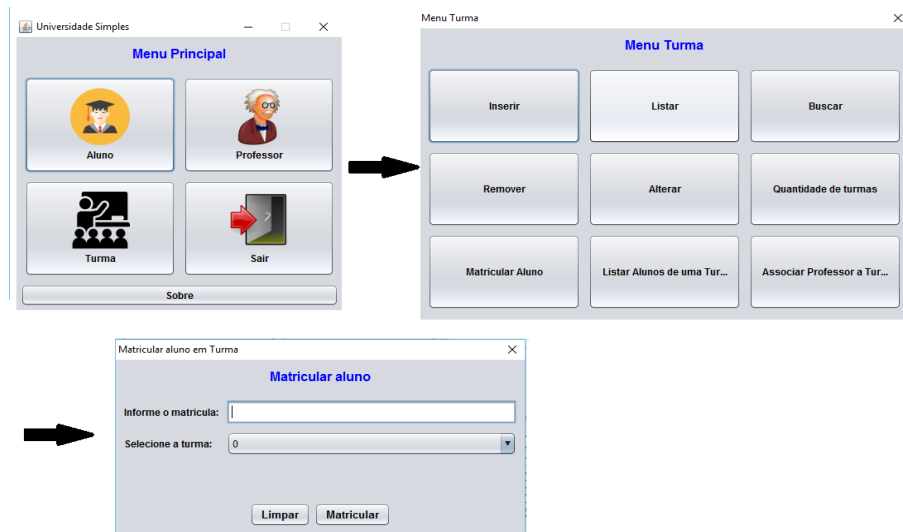 Universidade Simples
Menu Principal
Aluno
Professor
Turma
Sair
Sobre
Menu Turma
Menu Turma
Inserir
Listar
Buscar
Remover
Alterar
Quantidade de turmas
Matricular Aluno
Listar Alunos de uma Tur...
Associar Professor a Tur...
Matricular aluno em Turma
Matricular aluno
Informe o matricula:
Selecione a turma: 0
Limpar Matricular